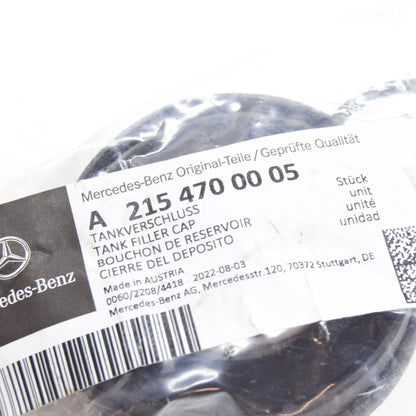 Mercedes-Benz Original-Teile/Geprüfte Qualität
A 215 470 00 05
Stück
unit
unité
unidad
TANKVERSCHLUSS
TANK FILLER CAP
BOUCHON DE RESERVOIR
CIERRE DEL DEPOSITO
Made in AUSTRIA 2022-08-03
0060/2208/4418
Mercedes-Benz AG, Mercedesstr.120, 70372 Stuttgart, DE
cedes-Benz